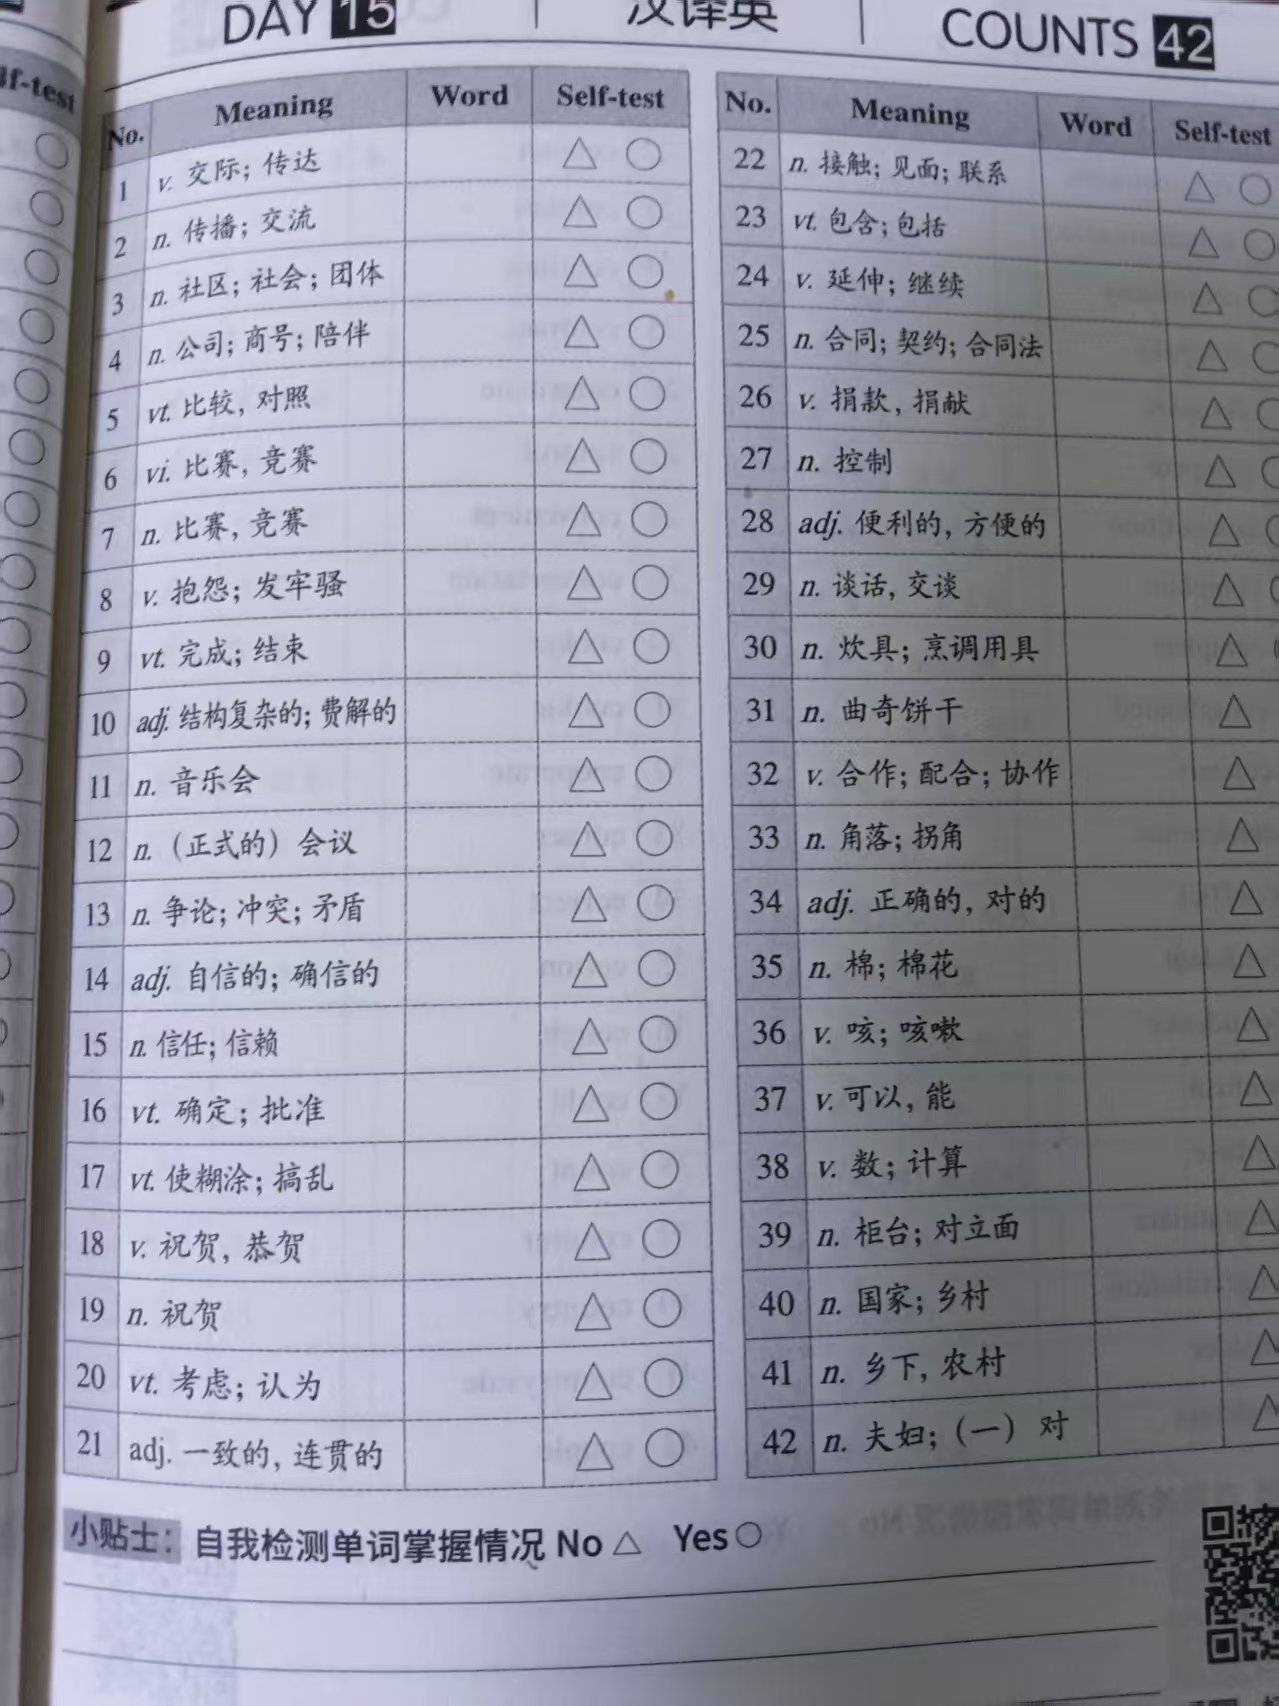 lf-test
DAY 15
汉译英
COUNTS 42
No. Meaning Word Self-test
1 v. 交际; 传达 △ ○
2 n. 传播; 交流 △ ○
3 n. 社区; 社会; 团体 △ ○
4 n. 公司; 商号; 陪伴 △ ○
5 vt. 比较, 对照 △ ○
6 vi. 比赛, 竞赛 △ ○
7 n. 比赛, 竞赛 △ ○
8 v. 抱怨; 发牢骚 △ ○
9 vt. 完成; 结束 △ ○
10 adj. 结构复杂的; 费解的 △ ○
11 n. 音乐会 △ ○
12 n. (正式的) 会议 △ ○
13 n. 争论; 冲突; 矛盾 △ ○
14 adj. 自信的; 确信的 △ ○
15 n. 信任; 信赖 △ ○
16 vt. 确定; 批准 △ ○
17 vt. 使糊涂; 搞乱 △ ○
18 v. 祝贺, 恭贺 △ ○
19 n. 祝贺 △ ○
20 vt. 考虑; 认为 △ ○
21 adj. 一致的, 连贯的 △ ○
No. Meaning Word Self-test
22 n. 接触; 见面; 联系 △ ○
23 vt. 包含; 包括 △ ○
24 v. 延伸; 继续 △ ○
25 n. 合同; 契约; 合同法 △ ○
26 v. 捐款, 捐献 △ ○
27 n. 控制 △ ○
28 adj. 便利的, 方便的 △ ○
29 n. 谈话, 交谈 △ ○
30 n. 炊具; 烹调用具 △
31 n. 曲奇饼干 △
32 v. 合作; 配合; 协作 △
33 n. 角落; 拐角 △
34 adj. 正确的, 对的 △
35 n. 棉; 棉花 △
36 v. 咳; 咳嗽 △
37 v. 可以, 能 △
38 v. 数; 计算 △
39 n. 柜台; 对立面 △
40 n. 国家; 乡村 △
41 n. 乡下, 农村 △
42 n. 夫妇; (一) 对 △
小贴士: 自我检测单词掌握情况 No △ Yes ○